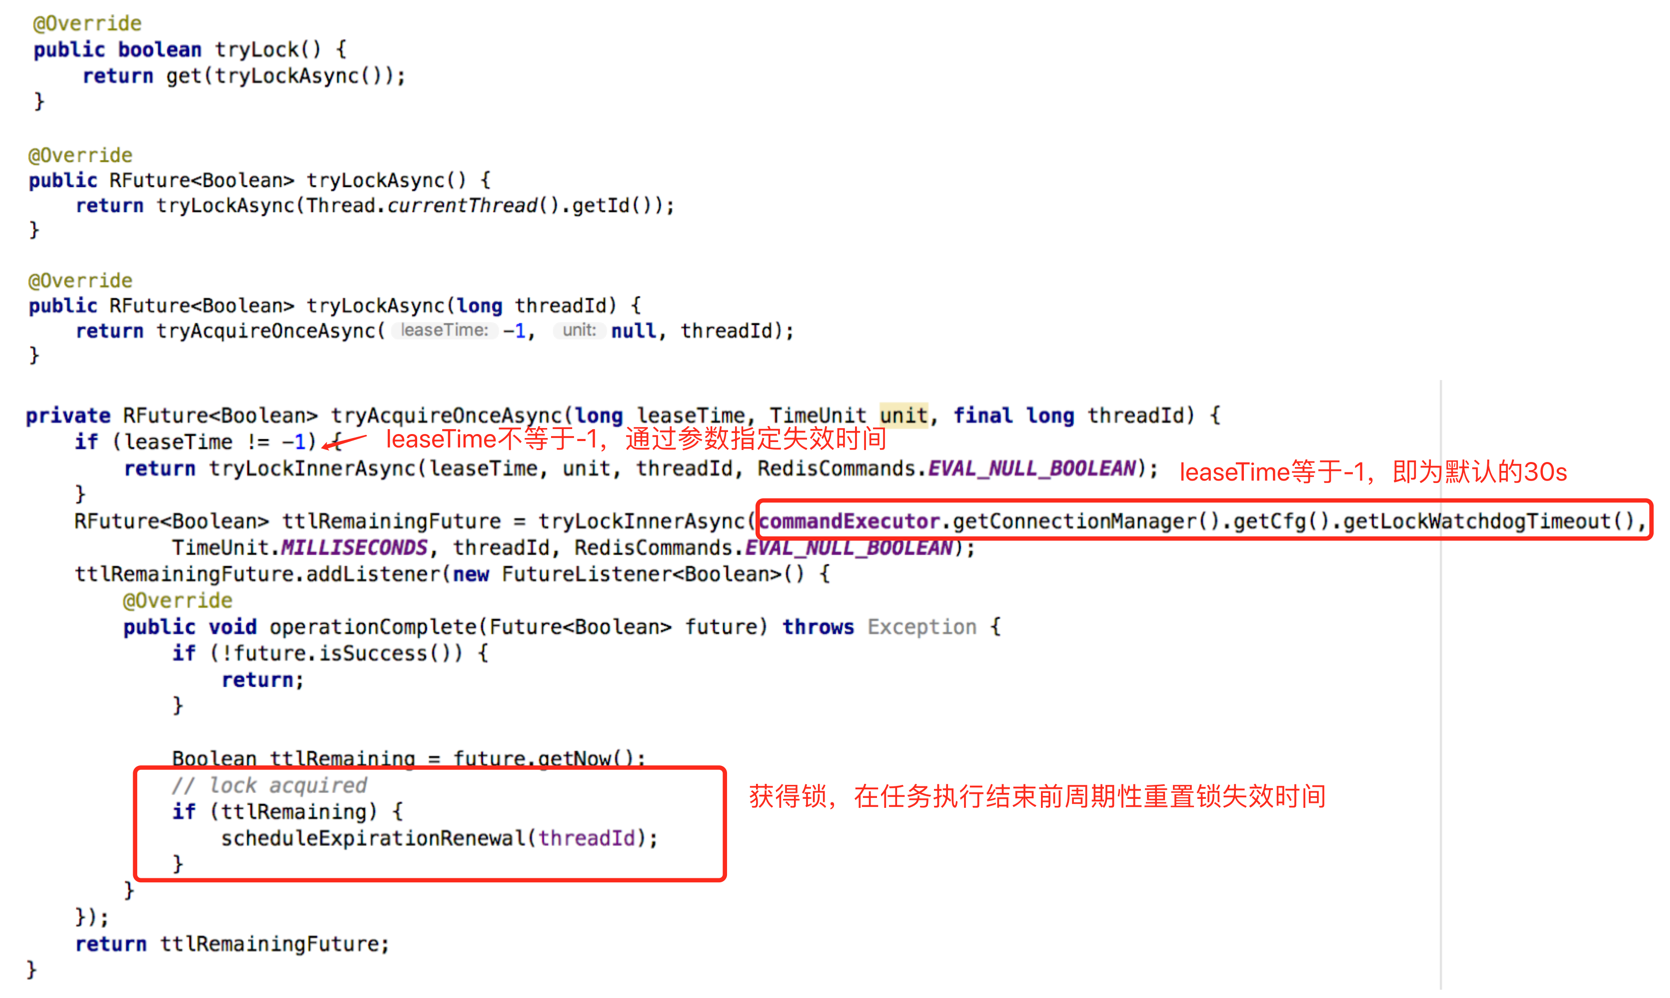 @Override
public boolean tryLock() {
    return get(tryLockAsync());
}
@Override
public RFuture<Boolean> tryLockAsync() {
    return tryLockAsync(Thread.currentThread().getId());
}
@Override
public RFuture<Boolean> tryLockAsync(long threadId) {
    return tryAcquireOnceAsync( leaseTime: -1,  unit: null, threadId);
}
private RFuture<Boolean> tryAcquireOnceAsync(long leaseTime, TimeUnit unit, final long threadId) {
    if (leaseTime != -1) { leaseTime不等于-1，通过参数指定失效时间
        return tryLockInnerAsync(leaseTime, unit, threadId, RedisCommands.EVAL_NULL_BOOLEAN); leaseTime等于-1，即为默认的30s
    }
    RFuture<Boolean> ttlRemainingFuture = tryLockInnerAsync(commandExecutor.getConnectionManager().getCfg().getLockWatchdogTimeout(),
            TimeUnit.MILLISECONDS, threadId, RedisCommands.EVAL_NULL_BOOLEAN);
    ttlRemainingFuture.addListener(new FutureListener<Boolean>() {
        @Override
        public void operationComplete(Future<Boolean> future) throws Exception {
            if (!future.isSuccess()) {
                return;
            }
            Boolean ttlRemaining = future.getNow();
            // lock acquired
            if (ttlRemaining) { 获得锁，在任务执行结束前周期性重置锁失效时间
                scheduleExpirationRenewal(threadId);
            }
        }
    });
    return ttlRemainingFuture;
}